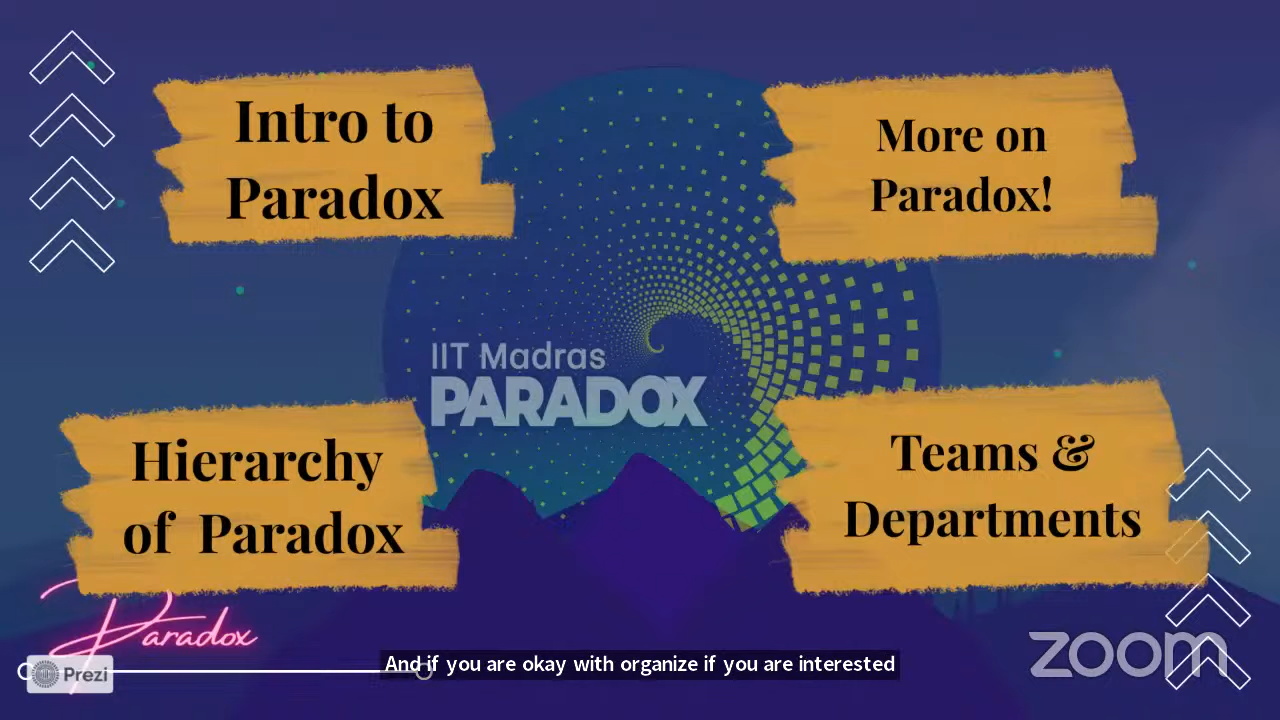 Intro to
Paradox
More on
Paradox!
IIT Madras
PARADOX
Hierarchy
of Paradox
Teams &
Departments
Paradox
Prezi
And if you are okay with organize if you are interested
zoom